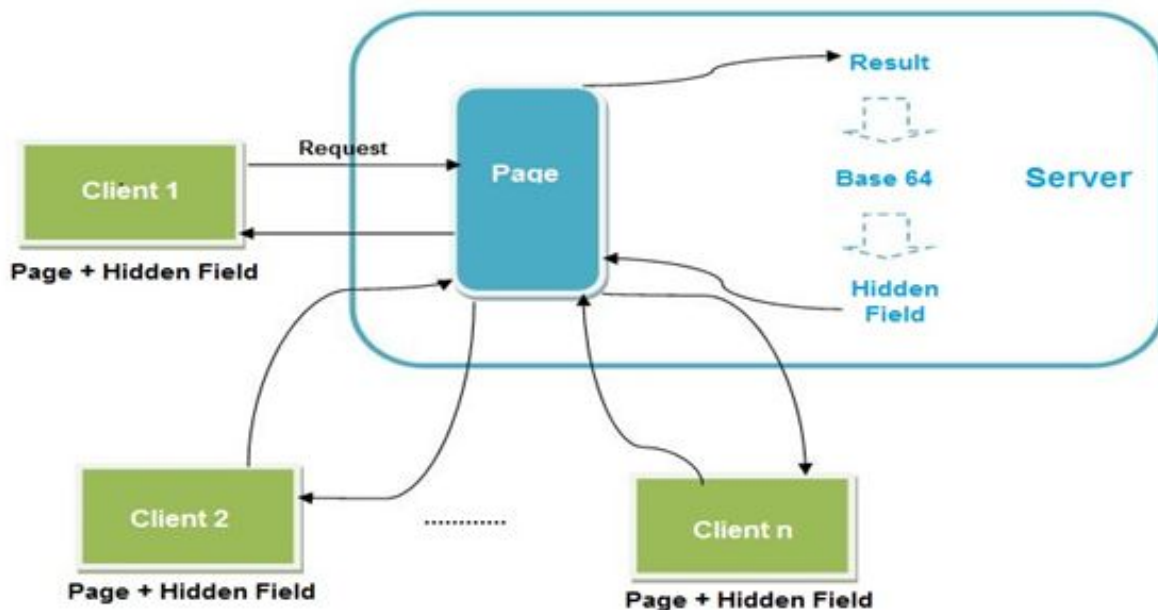 Result
Request
Page
Client 1
Base 64
Server
Page + Hidden Field
Hidden
Field
Client 2
............
Client n
Page + Hidden Field
Page + Hidden Field